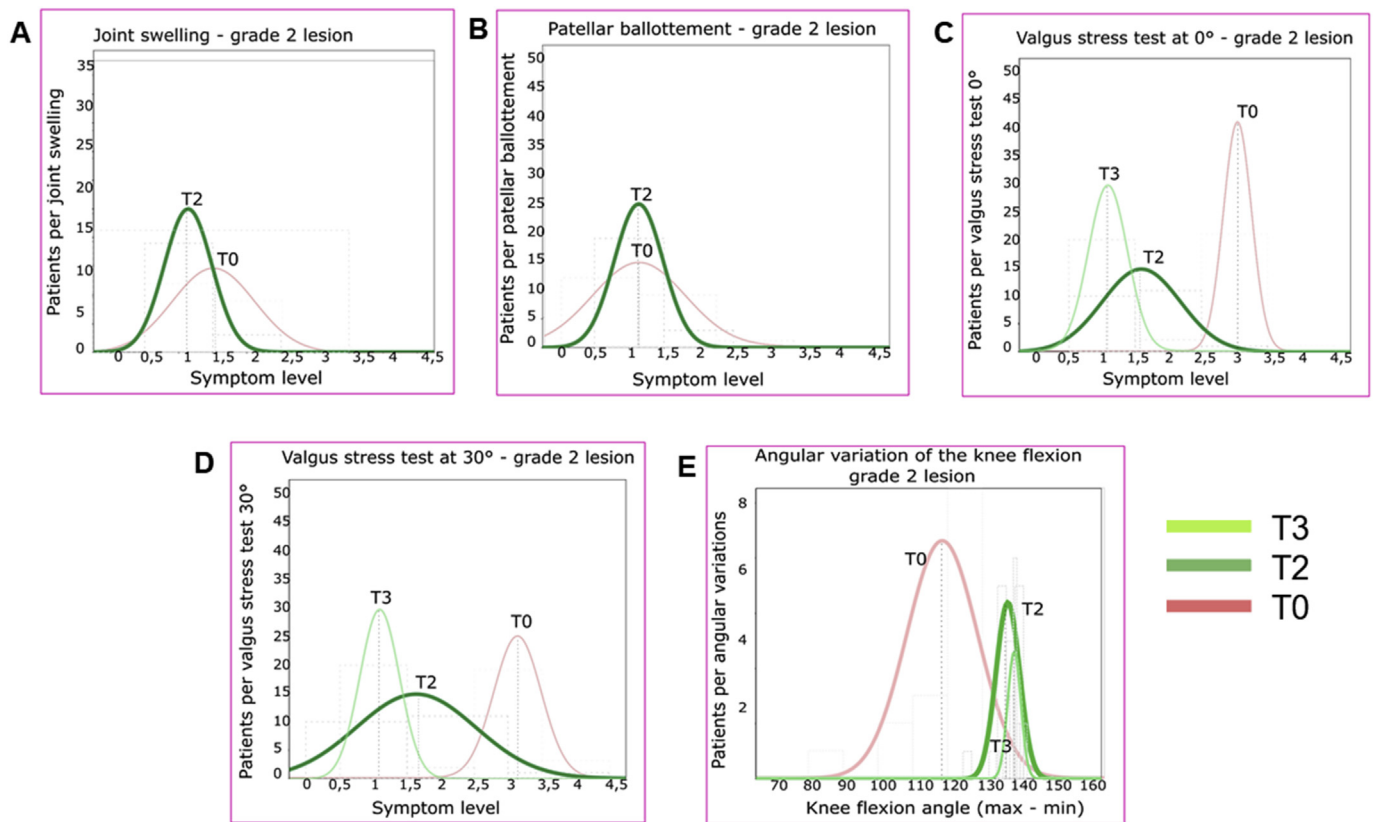 A
Joint swelling - grade 2 lesion
Patients per joint swelling
35
30
25
20
15
10
5
0
T2
T0
0 0,5 1 1,5 2 2,5 3 3,5 4 4,5
Symptom level
B
Patellar ballottement - grade 2 lesion
Patients per patellar ballottement
50
45
40
35
30
25
20
15
10
5
0
T2
T0
0 0,5 1 1,5 2 2,5 3 3,5 4 4,5
Symptom level
C
Valgus stress test at 0° - grade 2 lesion
Patients per valgus stress test 0°
50
45
40
35
30
25
20
15
10
5
0
T0
T3
T2
0 0,5 1 1,5 2 2,5 3 3,5 4 4,5
Symptom level
D
Valgus stress test at 30° - grade 2 lesion
Patients per valgus stress test 30°
50
45
40
35
30
25
20
15
10
5
0
T3
T0
T2
0 0,5 1 1,5 2 2,5 3 3,5 4 4,5
Symptom level
E
Angular variation of the knee flexion
grade 2 lesion
Patients per angular variations
8
6
4
2
T0
T2
T3
70 80 90 100 110 120 130 140 150 160
Knee flexion angle (max - min)
T3
T2
T0